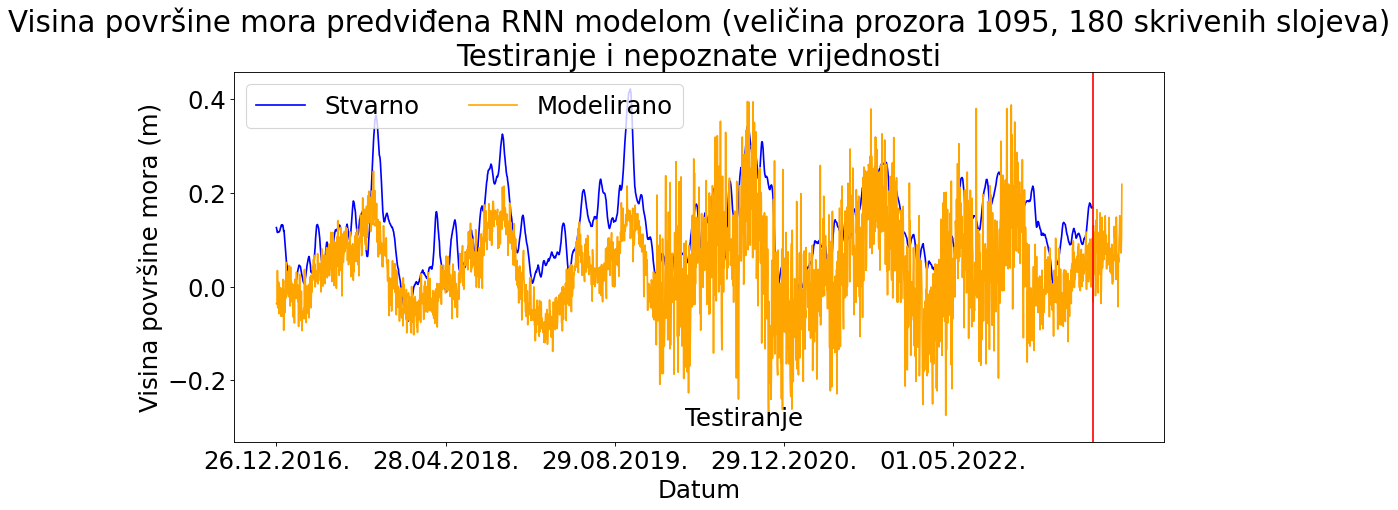 Visina površine mora predviđena RNN modelom (veličina prozora 1095, 180 skrivenih slojeva)
Testiranje i nepoznate vrijednosti
Stvarno
Modelirano
Visina površine mora (m)
0.4
0.2
0.0
−0.2
Testiranje
26.12.2016.
28.04.2018.
29.08.2019.
29.12.2020.
01.05.2022.
Datum